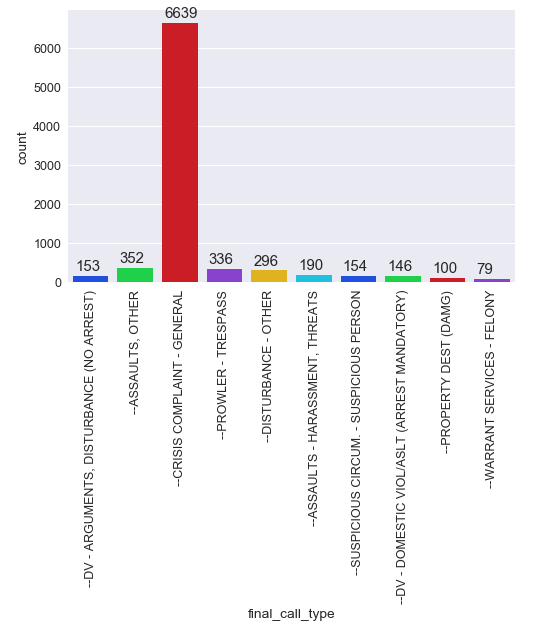 6639
6000
5000
4000
3000
2000
1000
0
count
153
352
336
296
190
154
146
100
79
--DV - ARGUMENTS, DISTURBANCE (NO ARREST)
--ASSAULTS, OTHER
--CRISIS COMPLAINT - GENERAL
--PROWLER - TRESPASS
--DISTURBANCE - OTHER
--ASSAULTS - HARASSMENT, THREATS
--SUSPICIOUS CIRCUM. - SUSPICIOUS PERSON
--DV - DOMESTIC VIOL/ASLT (ARREST MANDATORY)
--PROPERTY DEST (DAMG)
--WARRANT SERVICES - FELONY
final_call_type